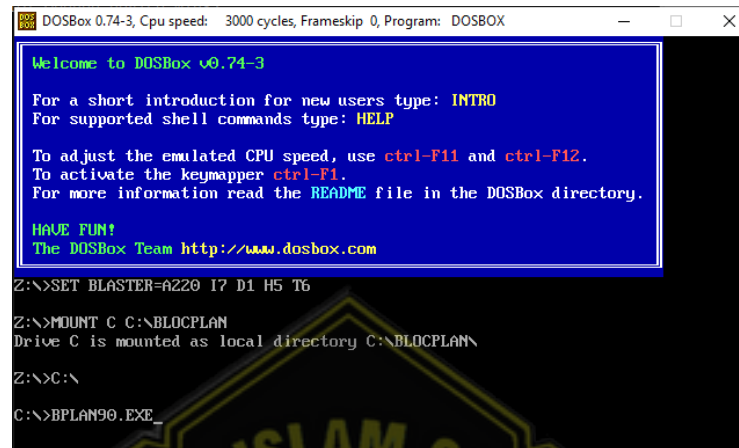 DOSBox 0.74-3, Cpu speed: 3000 cycles, Frameskip 0, Program: DOSBOX
Welcome to DOSBox v0.74-3
For a short introduction for new users type: INTRO
For supported shell commands type: HELP
To adjust the emulated CPU speed, use ctrl-F11 and ctrl-F12.
To activate the keymapper ctrl-F1.
For more information read the README file in the DOSBox directory.
HAVE FUN!
The DOSBox Team http://www.dosbox.com
Z:\>SET BLASTER=A220 I7 D1 H5 T6
Z:\>MOUNT C C:\BLOCPLAN
Drive C is mounted as local directory C:\BLOCPLAN\
Z:\>C:\
C:\>BPLAN90.EXE_
ISLAM